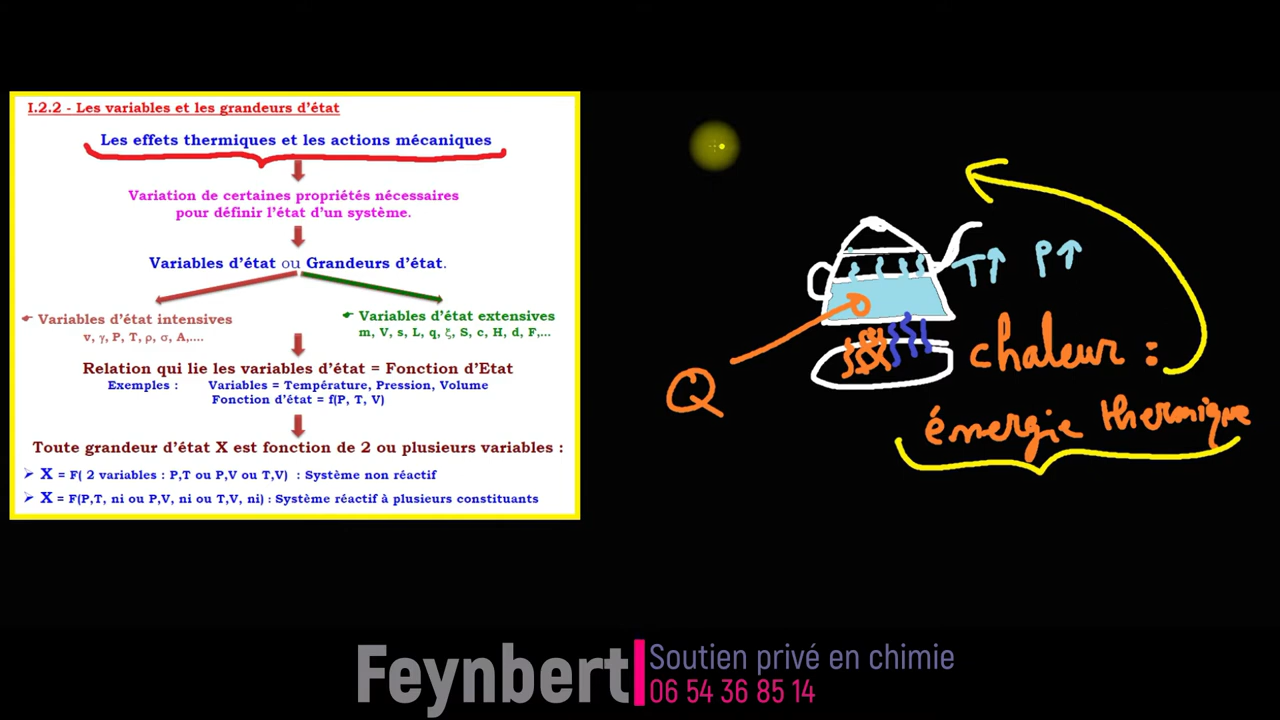 I.2.2 - Les variables et les grandeurs d'état
Les effets thermiques et les actions mécaniques
Variation de certaines propriétés nécessaires
pour définir l'état d'un système.
Variables d'état ou Grandeurs d'état.
☛ Variables d'état intensives
v, γ, P, T, ρ, σ, A,....
☛ Variables d'état extensives
m, V, s, L, q, ξ, S, c, H, d, F,...
Relation qui lie les variables d'état = Fonction d'Etat
Exemples : Variables = Température, Pression, Volume
Fonction d'état = f(P, T, V)
Toute grandeur d'état X est fonction de 2 ou plusieurs variables :
➢ X = F( 2 variables : P,T ou P,V ou T,V) : Système non réactif
➢ X = F(P,T, ni ou P,V, ni ou T,V, ni) : Système réactif à plusieurs constituants
T↑ P↑
Q
chaleur :
énergie thermique
Feynbert
Soutien privé en chimie
06 54 36 85 14